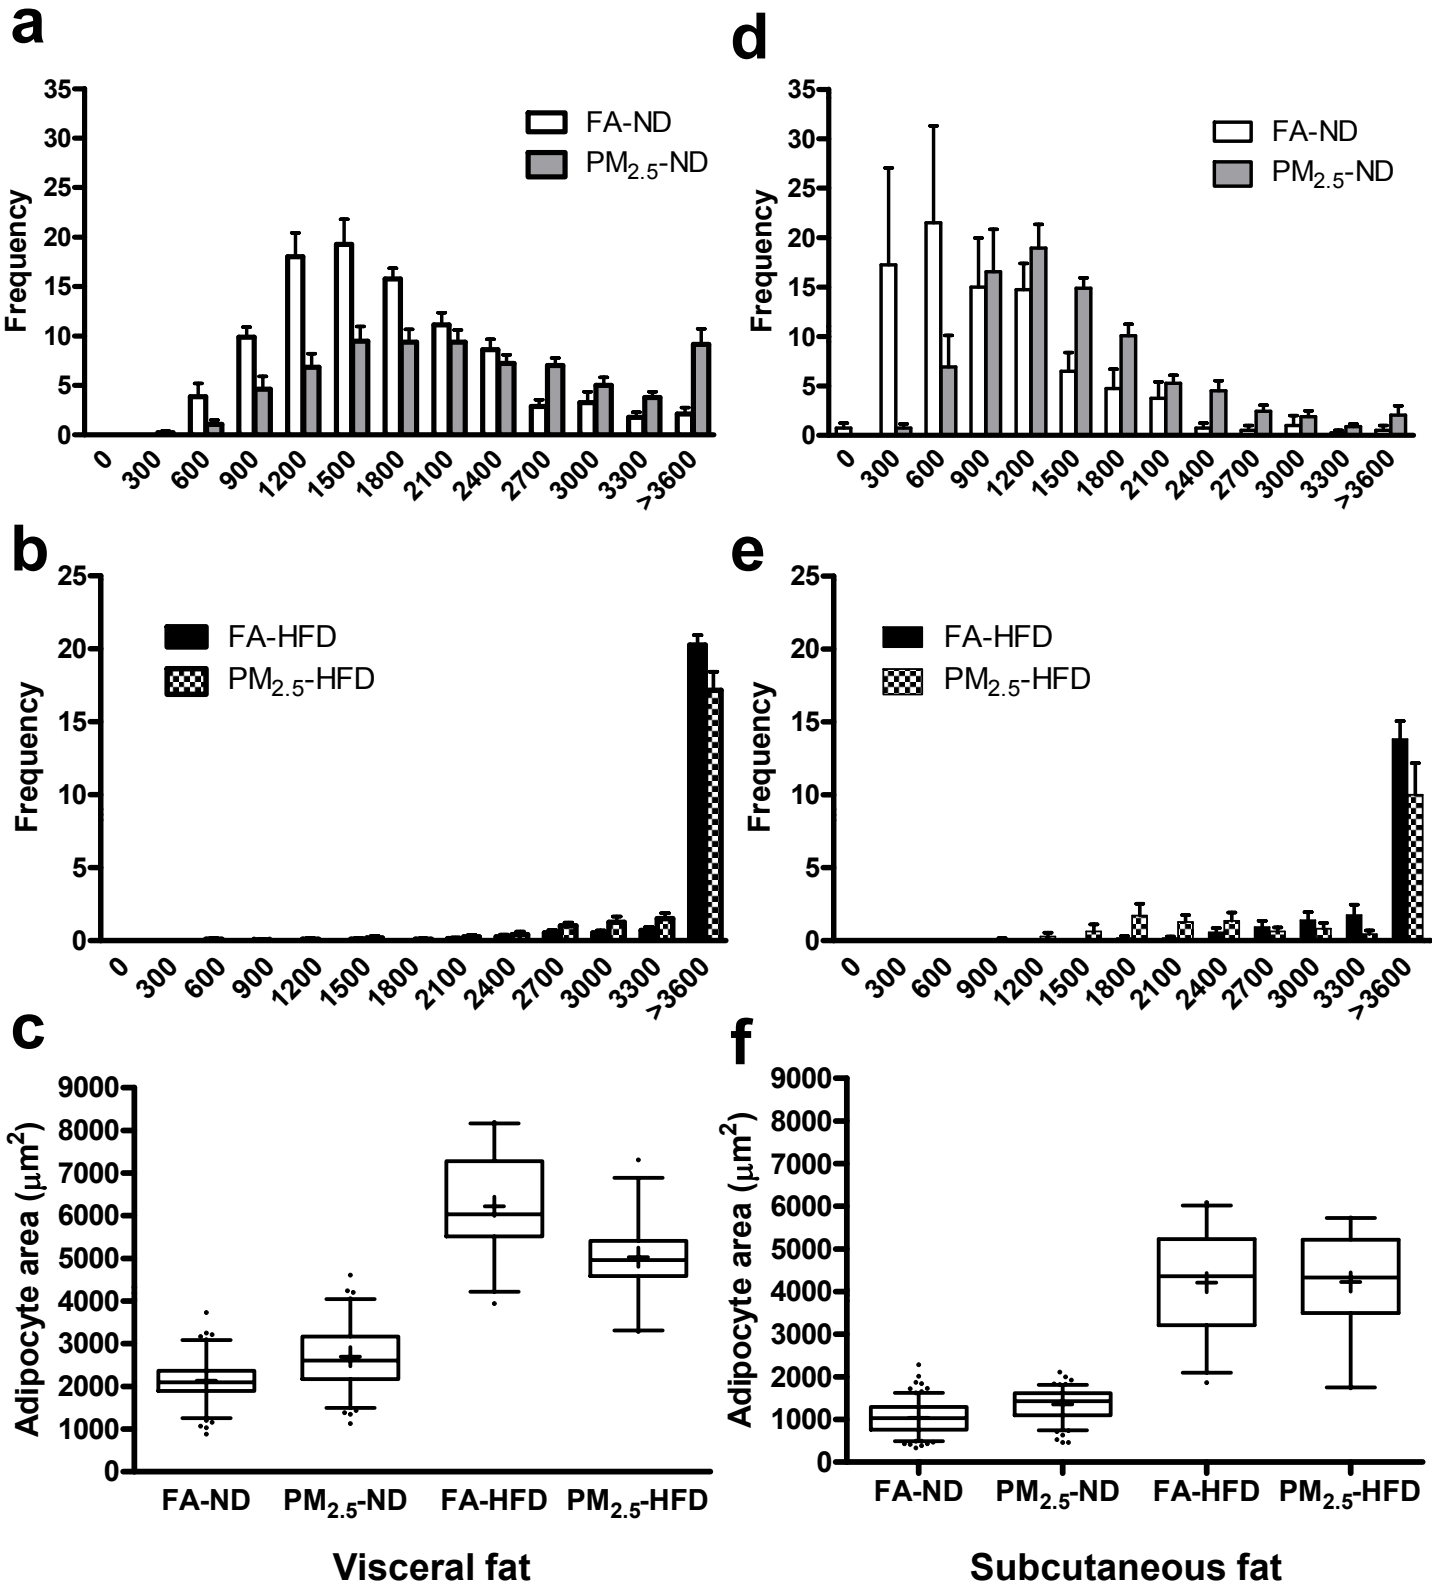 a
35
30
25
20
15
10
5
0
Frequency
FA-ND
PM2.5-ND
0 300 600 900 1200 1500 1800 2100 2400 2700 3000 3300 >3600
d
35
30
25
20
15
10
5
0
Frequency
FA-ND
PM2.5-ND
0 300 600 900 1200 1500 1800 2100 2400 2700 3000 3300 >3600
b
25
20
15
10
5
0
Frequency
FA-HFD
PM2.5-HFD
0 300 600 900 1200 1500 1800 2100 2400 2700 3000 3300 >3600
e
25
20
15
10
5
0
Frequency
FA-HFD
PM2.5-HFD
0 300 600 900 1200 1500 1800 2100 2400 2700 3000 3300 >3600
c
9000
8000
7000
6000
5000
4000
3000
2000
1000
0
Adipocyte area (μm2)
FA-ND PM2.5-ND FA-HFD PM2.5-HFD
Visceral fat
f
9000
8000
7000
6000
5000
4000
3000
2000
1000
0
Adipocyte area (μm2)
FA-ND PM2.5-ND FA-HFD PM2.5-HFD
Subcutaneous fat